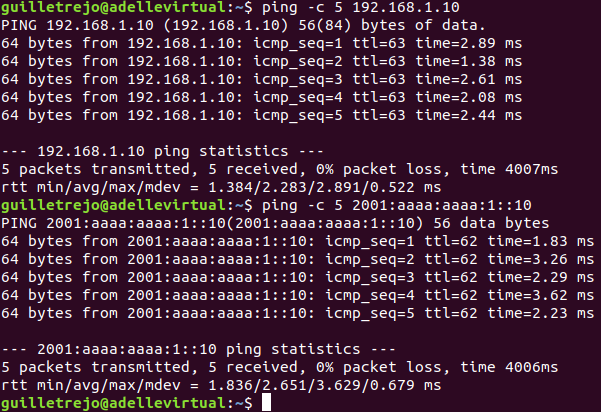 guilletrejo@adellevirtual:~$ ping -c 5 192.168.1.10
PING 192.168.1.10 (192.168.1.10) 56(84) bytes of data.
64 bytes from 192.168.1.10: icmp_seq=1 ttl=63 time=2.89 ms
64 bytes from 192.168.1.10: icmp_seq=2 ttl=63 time=1.38 ms
64 bytes from 192.168.1.10: icmp_seq=3 ttl=63 time=2.61 ms
64 bytes from 192.168.1.10: icmp_seq=4 ttl=63 time=2.08 ms
64 bytes from 192.168.1.10: icmp_seq=5 ttl=63 time=2.44 ms
--- 192.168.1.10 ping statistics ---
5 packets transmitted, 5 received, 0% packet loss, time 4007ms
rtt min/avg/max/mdev = 1.384/2.283/2.891/0.522 ms
guilletrejo@adellevirtual:~$ ping -c 5 2001:aaaa:aaaa:1::10
PING 2001:aaaa:aaaa:1::10(2001:aaaa:aaaa:1::10) 56 data bytes
64 bytes from 2001:aaaa:aaaa:1::10: icmp_seq=1 ttl=62 time=1.83 ms
64 bytes from 2001:aaaa:aaaa:1::10: icmp_seq=2 ttl=62 time=3.26 ms
64 bytes from 2001:aaaa:aaaa:1::10: icmp_seq=3 ttl=62 time=2.29 ms
64 bytes from 2001:aaaa:aaaa:1::10: icmp_seq=4 ttl=62 time=3.62 ms
64 bytes from 2001:aaaa:aaaa:1::10: icmp_seq=5 ttl=62 time=2.23 ms
--- 2001:aaaa:aaaa:1::10 ping statistics ---
5 packets transmitted, 5 received, 0% packet loss, time 4006ms
rtt min/avg/max/mdev = 1.836/2.651/3.629/0.679 ms
guilletrejo@adellevirtual:~$